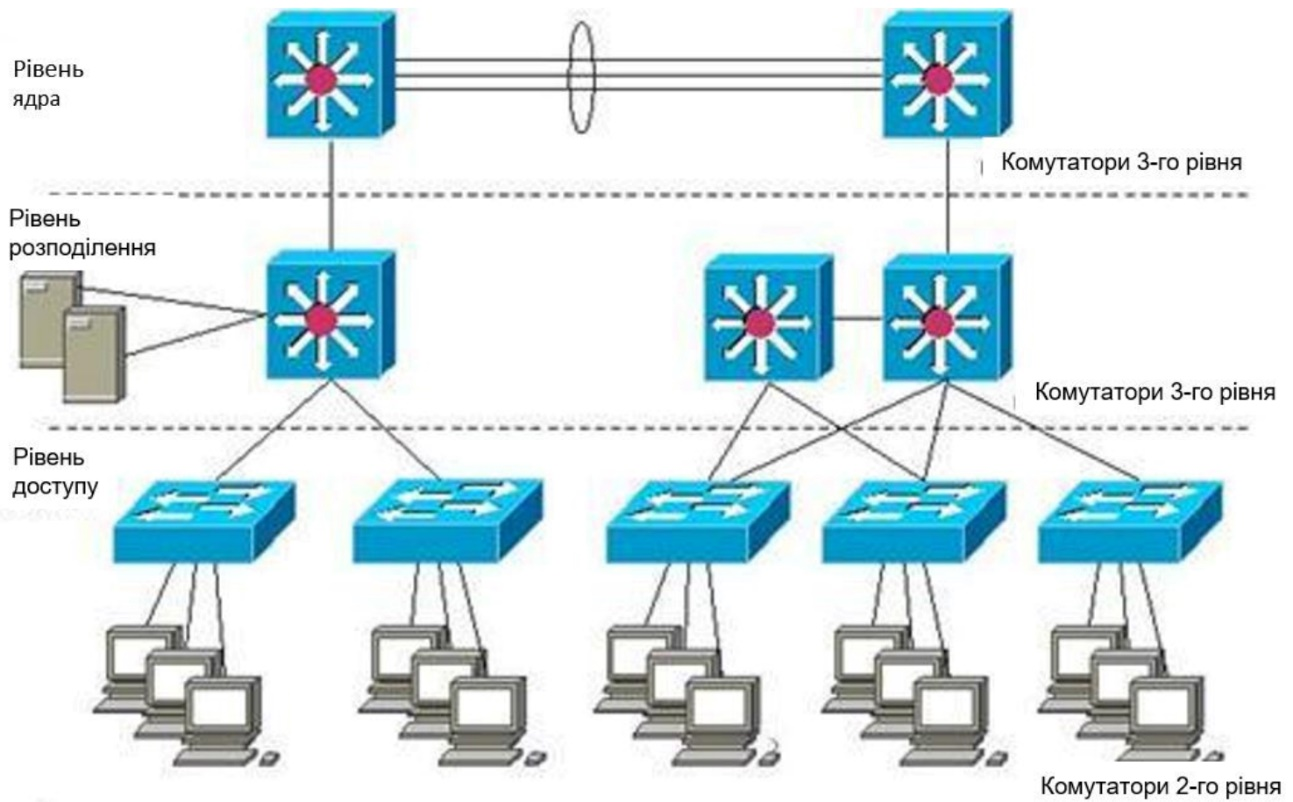 Рівень
ядра
Комутатори 3-го рівня
Рівень
розподілення
Комутатори 3-го рівня
Рівень
доступу
Комутатори 2-го рівня